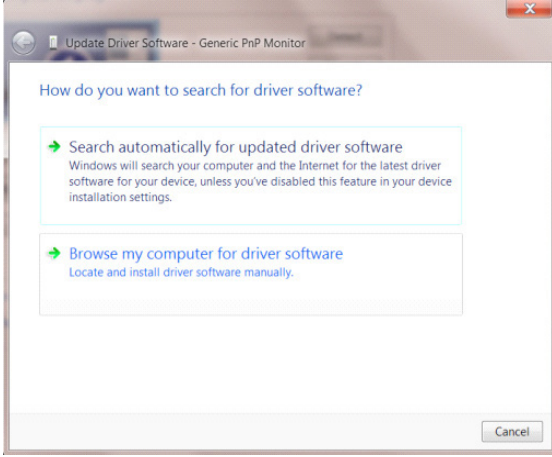 Update Driver Software - Generic PnP Monitor
How do you want to search for driver software?
Search automatically for updated driver software
Windows will search your computer and the Internet for the latest driver
software for your device, unless you've disabled this feature in your device
installation settings.
Browse my computer for driver software
Locate and install driver software manually.
Cancel